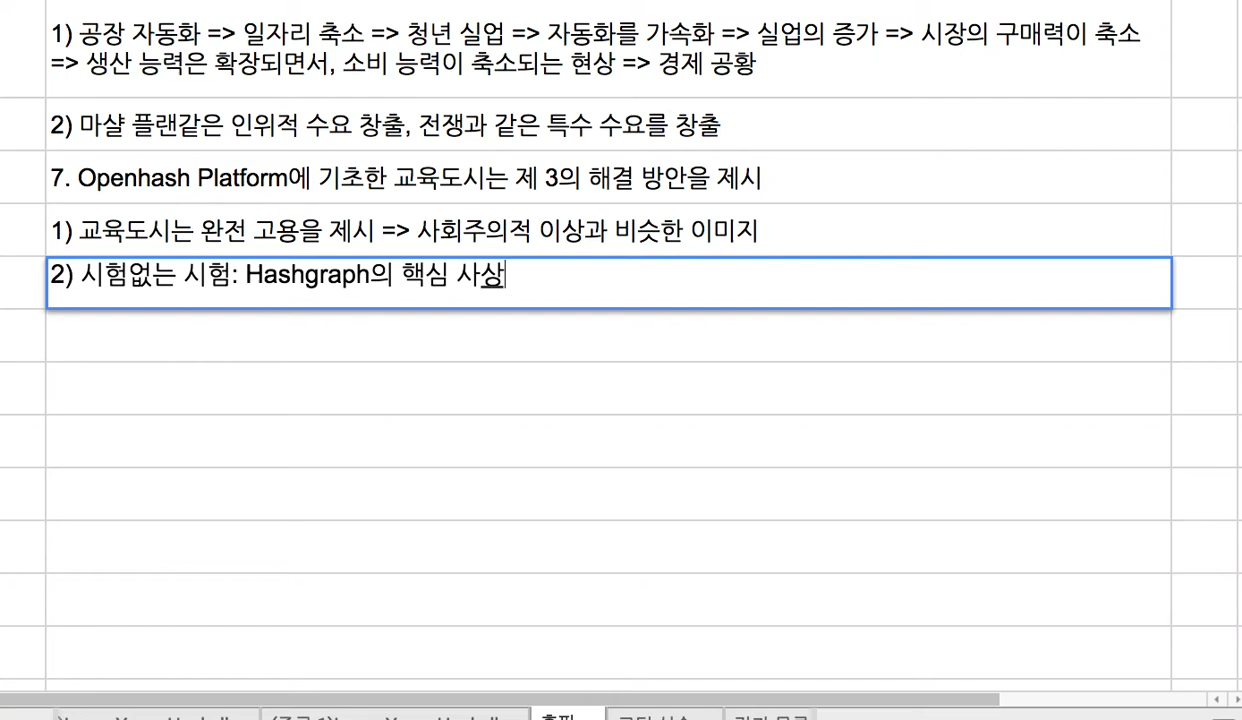 1) 공장 자동화 => 일자리 축소 => 청년 실업 => 자동화를 가속화 => 실업의 증가 => 시장의 구매력이 축소
=> 생산 능력은 확장되면서, 소비 능력이 축소되는 현상 => 경제 공황
2) 마샬 플랜같은 인위적 수요 창출, 전쟁과 같은 특수 수요를 창출
7. Openhash Platform에 기초한 교육도시는 제 3의 해결 방안을 제시
1) 교육도시는 완전 고용을 제시 => 사회주의적 이상과 비슷한 이미지
2) 시험없는 시험: Hashgraph의 핵심 사상